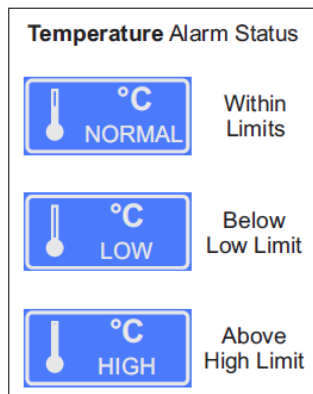 Temperature Alarm Status
°C
NORMAL
Within
Limits
°C
LOW
Below
Low Limit
°C
HIGH
Above
High Limit